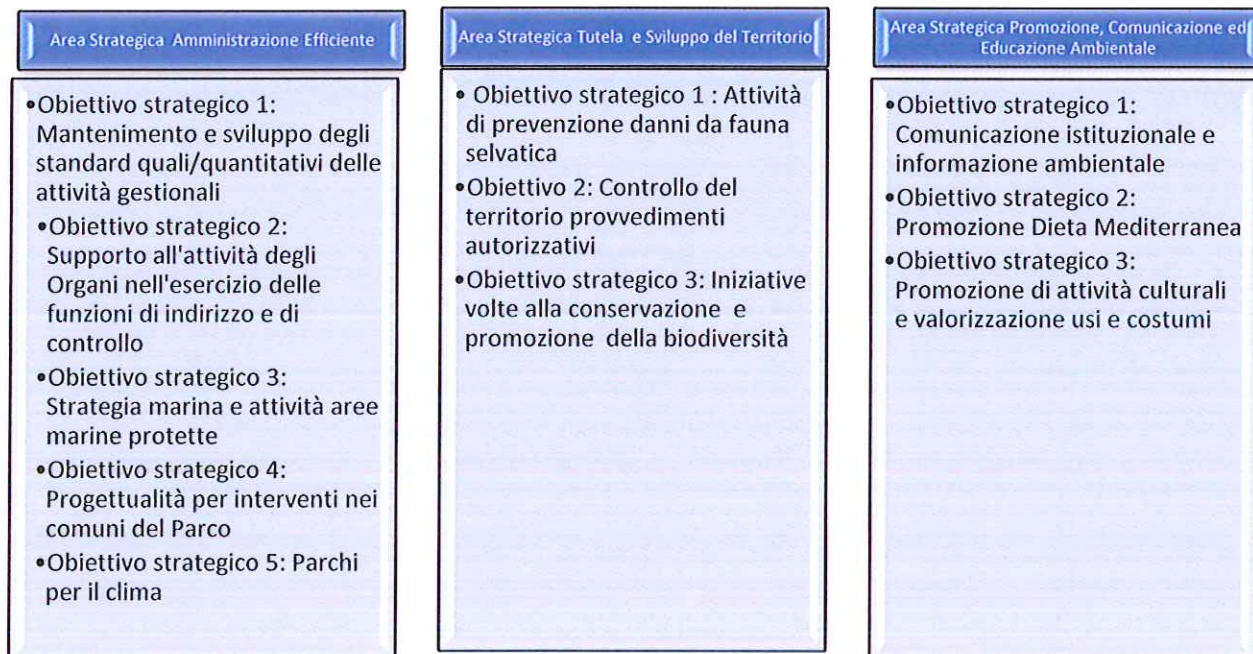 Area Strategica Amministrazione Efficiente
•Obiettivo strategico 1:
Mantenimento e sviluppo degli
standard quali/quantitativi delle
attività gestionali
•Obiettivo strategico 2:
Supporto all'attività degli
Organi nell'esercizio delle
funzioni di indirizzo e di
controllo
•Obiettivo strategico 3:
Strategia marina e attività aree
marine protette
•Obiettivo strategico 4:
Progettualità per interventi nei
comuni del Parco
•Obiettivo strategico 5: Parchi
per il clima
Area Strategica Tutela e Sviluppo del Territorio
• Obiettivo strategico 1 : Attività
di prevenzione danni da fauna
selvatica
•Obiettivo 2: Controllo del
territorio provvedimenti
autorizzativi
•Obiettivo strategico 3: Iniziative
volte alla conservazione e
promozione della biodiversità
Area Strategica Promozione, Comunicazione ed
Educazione Ambientale
•Obiettivo strategico 1:
Comunicazione istituzionale e
informazione ambientale
•Obiettivo strategico 2:
Promozione Dieta Mediterranea
•Obiettivo strategico 3:
Promozione di attività culturali
e valorizzazione usi e costumi